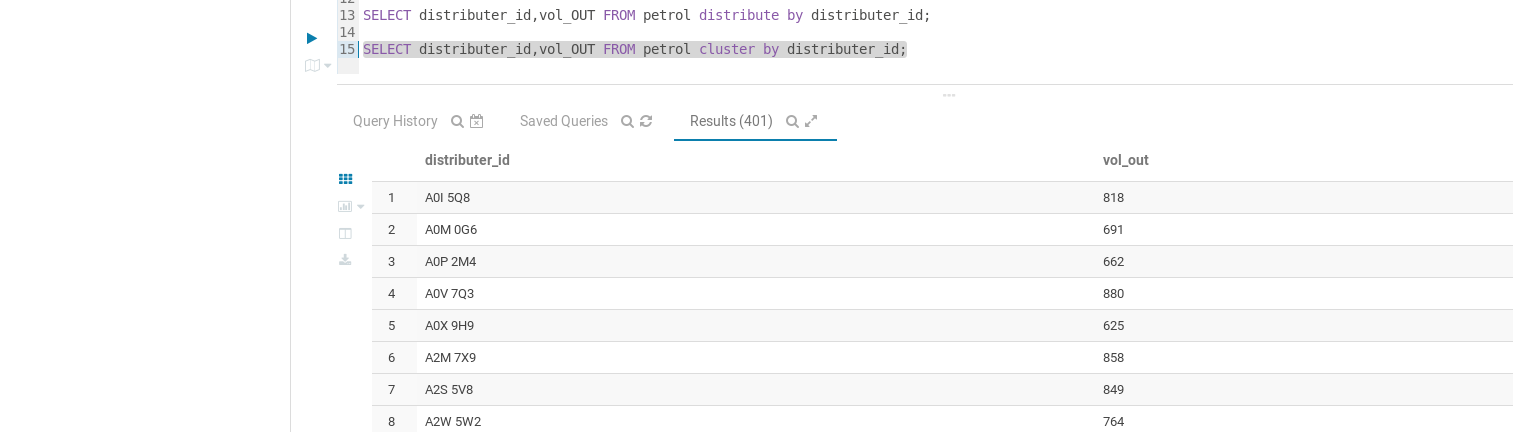 12
13 SELECT distributer_id,vol_OUT FROM petrol distribute by distributer_id;
14
15 SELECT distributer_id,vol_OUT FROM petrol cluster by distributer_id;
Query History Saved Queries Results (401)
distributer_id vol_out
1 A0I 5Q8 818
2 A0M 0G6 691
3 A0P 2M4 662
4 A0V 7Q3 880
5 A0X 9H9 625
6 A2M 7X9 858
7 A2S 5V8 849
8 A2W 5W2 764